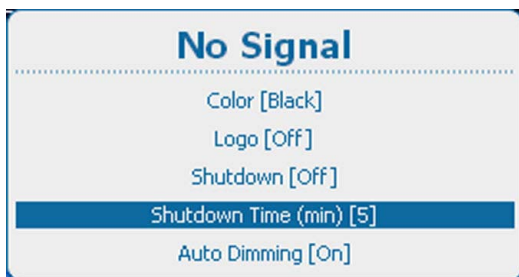 No Signal
Color [Black]
Logo [Off]
Shutdown [Off]
Shutdown Time (min) [5]
Auto Dimming [On]